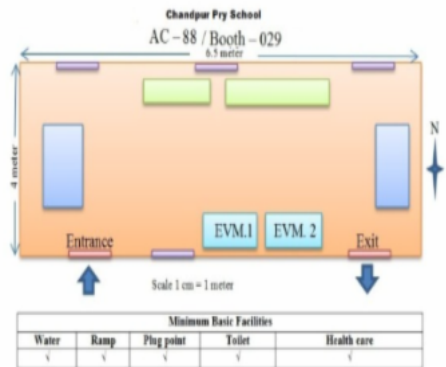 Chandpur Pry School
AC – 88 / Booth – 029
6.5 meter
4 meter
N
EVM.1 EVM. 2
Entrance Exit
Scale 1 cm = 1 meter
Minimum Basic Facilities
Water Ramp Plug point Toilet Health care
√ √ √ √ √